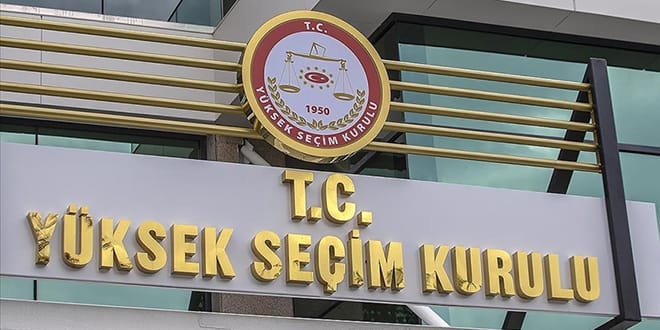 T.C.
1950
YÜKSEK SEÇİM KURULU
T.C.
YÜKSEK SEÇİM KURULU